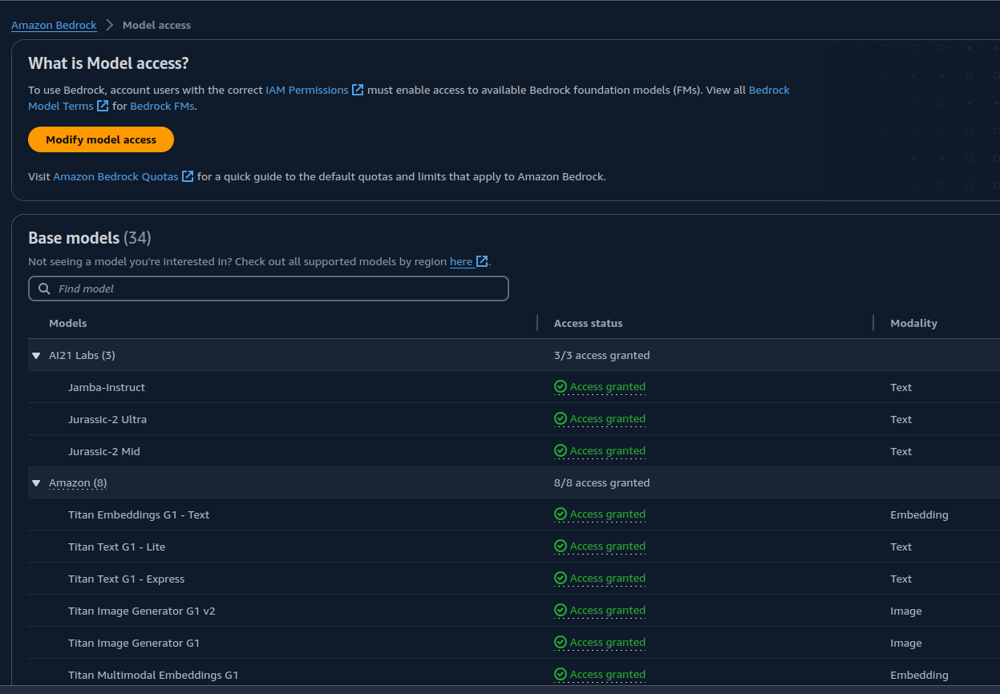 Amazon Bedrock > Model access
What is Model access?
To use Bedrock, account users with the correct IAM Permissions must enable access to available Bedrock foundation models (FMs). View all Bedrock
Model Terms for Bedrock FMs.
Modify model access
Visit Amazon Bedrock Quotas for a quick guide to the default quotas and limits that apply to Amazon Bedrock.
Base models (34)
Not seeing a model you're interested in? Check out all supported models by region here.
Find model
Models Access status Modality
AI21 Labs (3) 3/3 access granted
Jamba-Instruct Access granted Text
Jurassic-2 Ultra Access granted Text
Jurassic-2 Mid Access granted Text
Amazon (8) 8/8 access granted
Titan Embeddings G1 - Text Access granted Embedding
Titan Text G1 - Lite Access granted Text
Titan Text G1 - Express Access granted Text
Titan Image Generator G1 v2 Access granted Image
Titan Image Generator G1 Access granted Image
Titan Multimodal Embeddings G1 Access granted Embedding